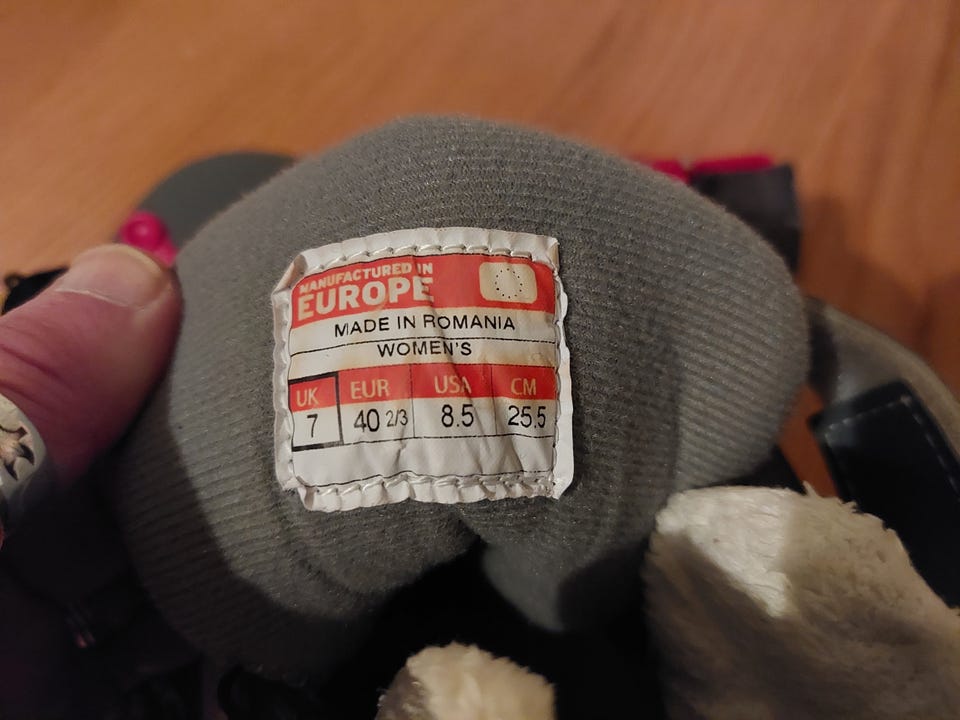 MANUFACTURED IN
EUROPE
MADE IN ROMANIA
WOMEN'S
UK EUR USA CM
7 40 2/3 8.5 25.5